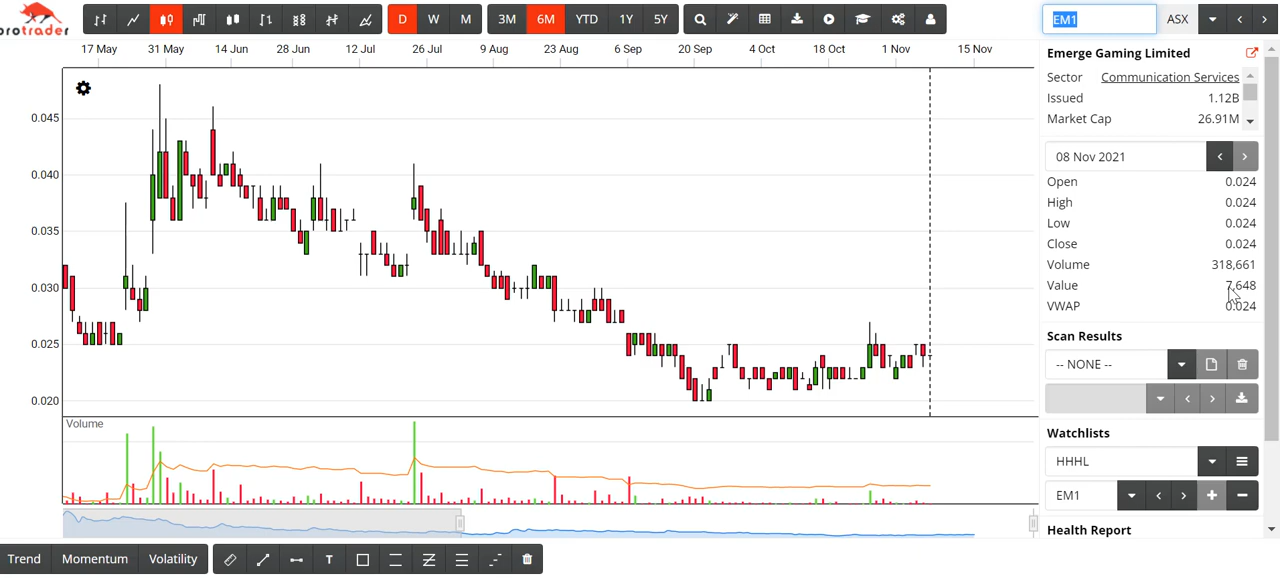 protrader
D W M 3M 6M YTD 1Y 5Y
EM1 ASX
17 May 31 May 14 Jun 28 Jun 12 Jul 26 Jul 9 Aug 23 Aug 6 Sep 20 Sep 4 Oct 18 Oct 1 Nov 15 Nov
0.045
0.040
0.035
0.030
0.025
0.020
Volume
Emerge Gaming Limited
Sector Communication Services
Issued 1.12B
Market Cap 26.91M
08 Nov 2021
Open 0.024
High 0.024
Low 0.024
Close 0.024
Volume 318,661
Value 7,648
VWAP 0.024
Scan Results
-- NONE --
Watchlists
HHHL
EM1
Health Report
Trend Momentum Volatility T